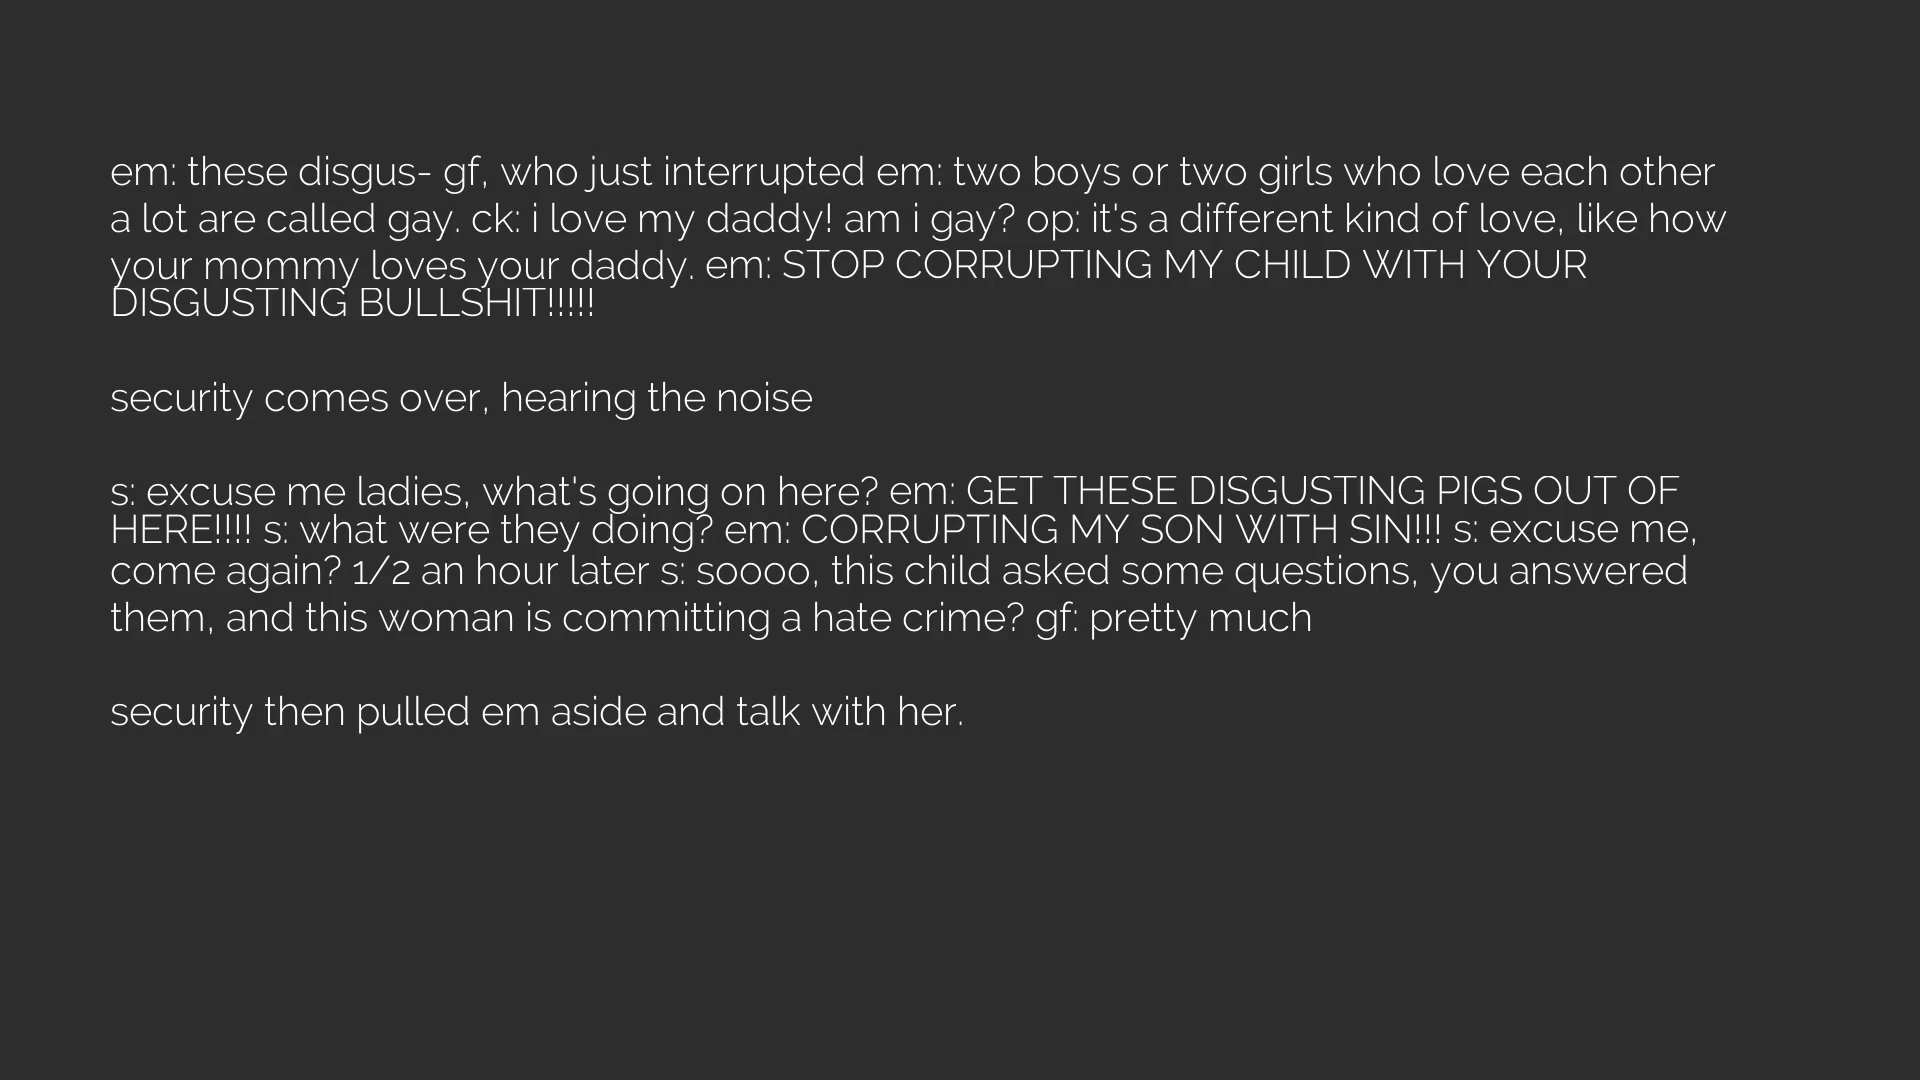 em: these disgus- gf, who just interrupted em: two boys or two girls who love each other
a lot are called gay. ck: i love my daddy! am i gay? op: it's a different kind of love, like how
your mommy loves your daddy. em: STOP CORRUPTING MY CHILD WITH YOUR
DISGUSTING BULLSHIT!!!!!
security comes over, hearing the noise
s: excuse me ladies, what's going on here? em: GET THESE DISGUSTING PIGS OUT OF
HERE!!!! s: what were they doing? em: CORRUPTING MY SON WITH SIN!!! s: excuse me,
come again? 1/2 an hour later s: soooo, this child asked some questions, you answered
them, and this woman is committing a hate crime? gf: pretty much
security then pulled em aside and talk with her.